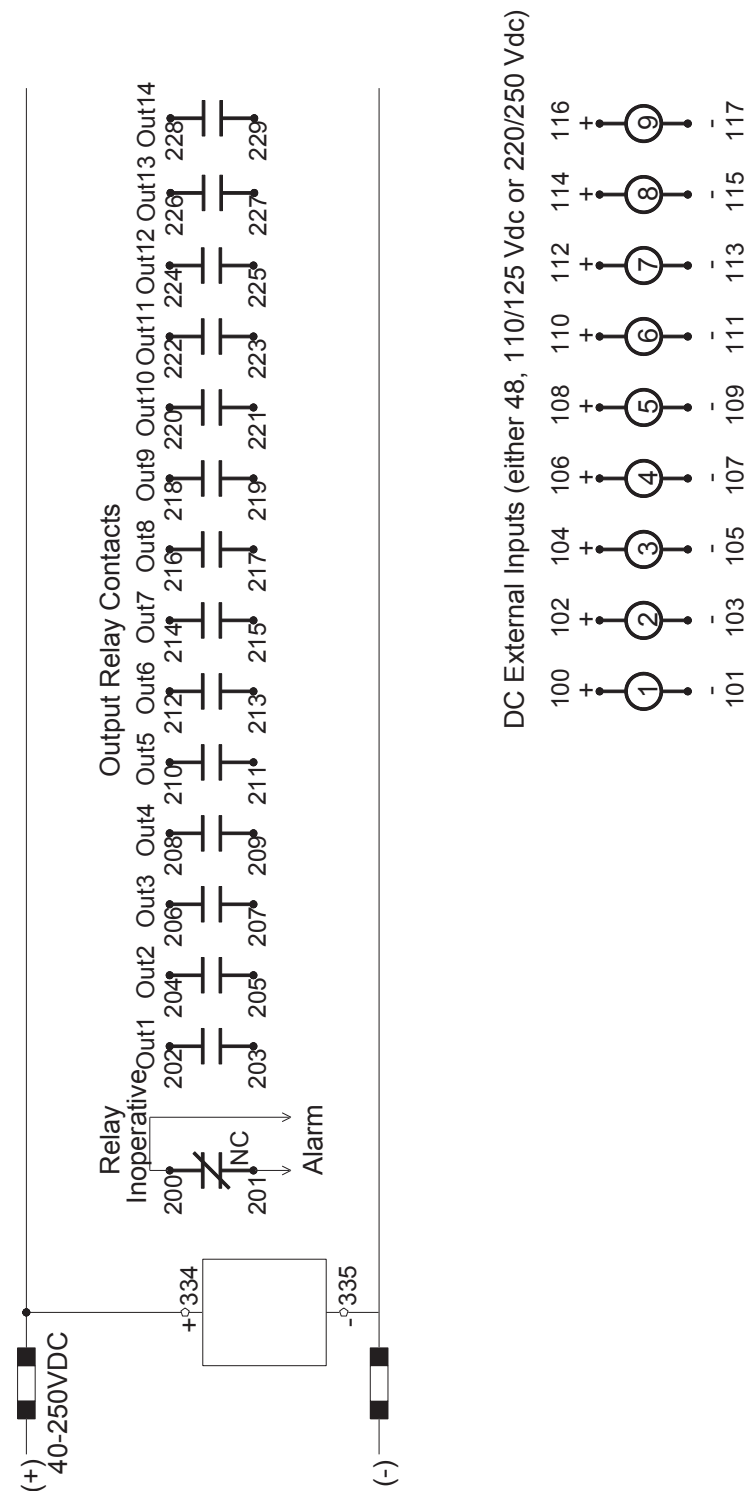 (+)
40-250VDC
(-)
+ 334
- 335
Relay
Inoperative
200
NC
201
Alarm
Output Relay Contacts
Out1 Out2 Out3 Out4 Out5 Out6 Out7 Out8 Out9 Out10 Out11 Out12 Out13 Out14
202 204 206 208 210 212 214 216 218 220 222 224 226 228
203 205 207 209 211 213 215 217 219 221 223 225 227 229
DC External Inputs (either 48, 110/125 Vdc or 220/250 Vdc)
100 102 104 106 108 110 112 114 116
+ + + + + + + + +
1 2 3 4 5 6 7 8 9
- - - - - - - - -
101 103 105 107 109 111 113 115 117